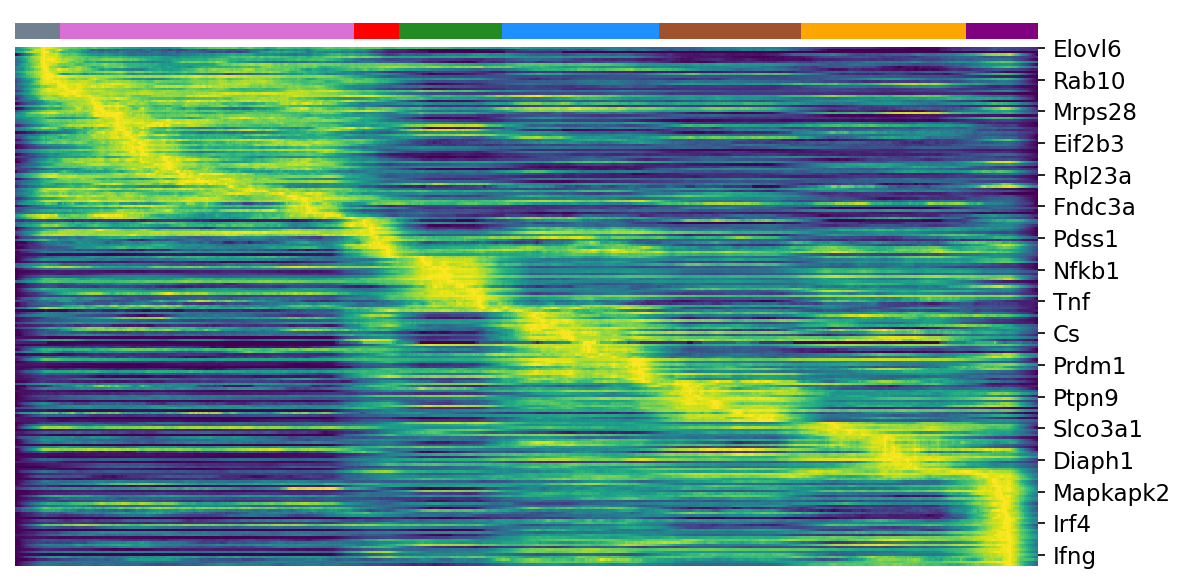 Elovl6
Rab10
Mrps28
Eif2b3
Rpl23a
Fndc3a
Pdss1
Nfkb1
Tnf
Cs
Prdm1
Ptpn9
Slco3a1
Diaph1
Mapkapk2
Irf4
Ifng